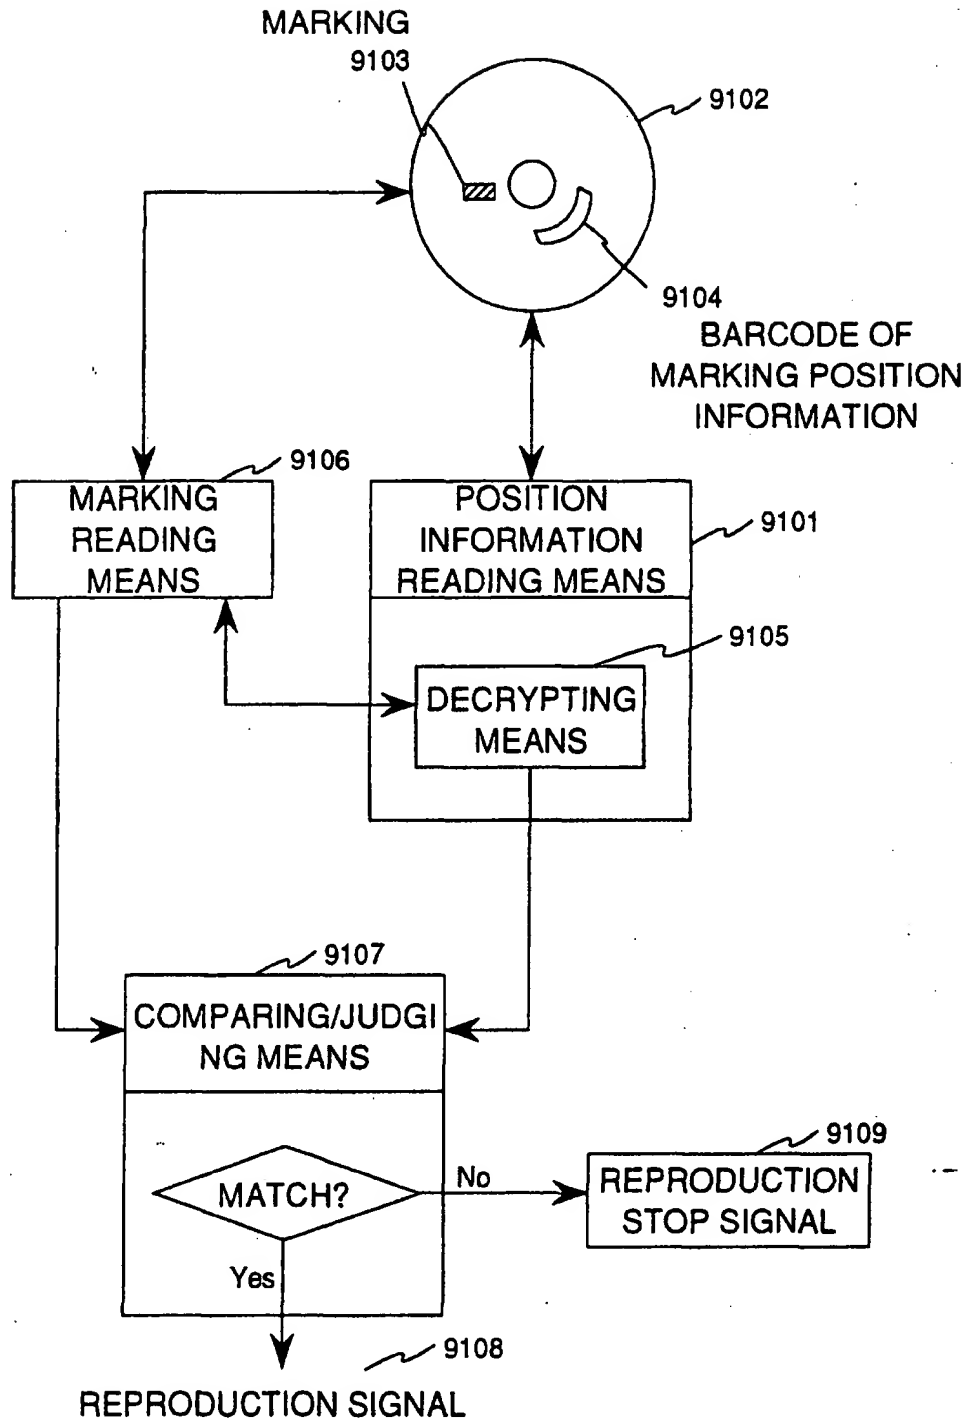 MARKING
9103
9102
9104
BARCODE OF
MARKING POSITION
INFORMATION
9106
MARKING
READING
MEANS
POSITION
INFORMATION
READING MEANS
9101
9105
DECRYPTING
MEANS
9107
COMPARING/JUDGI
NG MEANS
MATCH?
No
Yes
9109
REPRODUCTION
STOP SIGNAL
9108
REPRODUCTION SIGNAL